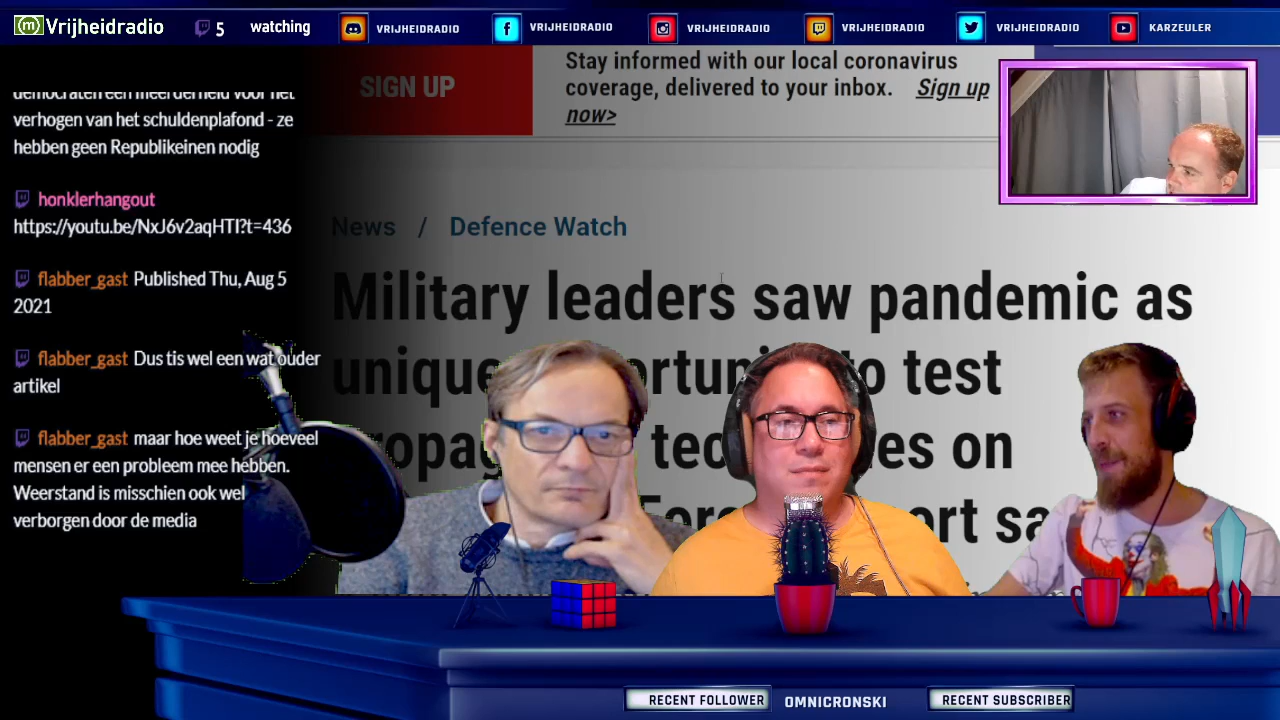 Vrijheidradio
5 watching
VRIJHEIDRADIO
VRIJHEIDRADIO
VRIJHEIDRADIO
VRIJHEIDRADIO
VRIJHEIDRADIO
KARZEULER
SIGN UP
Stay informed with our local coronavirus
coverage, delivered to your inbox. Sign up
now>
democraten een meerderheid voor het
verhogen van het schuldenplafond - ze
hebben geen Republikeinen nodig
honklerhangout
https://youtu.be/NxJ6v2aqHTI?t=436
flabber_gast Published Thu, Aug 5
2021
flabber_gast Dus tis wel een wat ouder
artikel
flabber_gast maar hoe weet je hoeveel
mensen er een probleem mee hebben.
Weerstand is misschien ook wel
verborgen door de media
News / Defence Watch
Military leaders saw pandemic as
unique to test
on
RECENT FOLLOWER OMNICRONSKI RECENT SUBSCRIBER